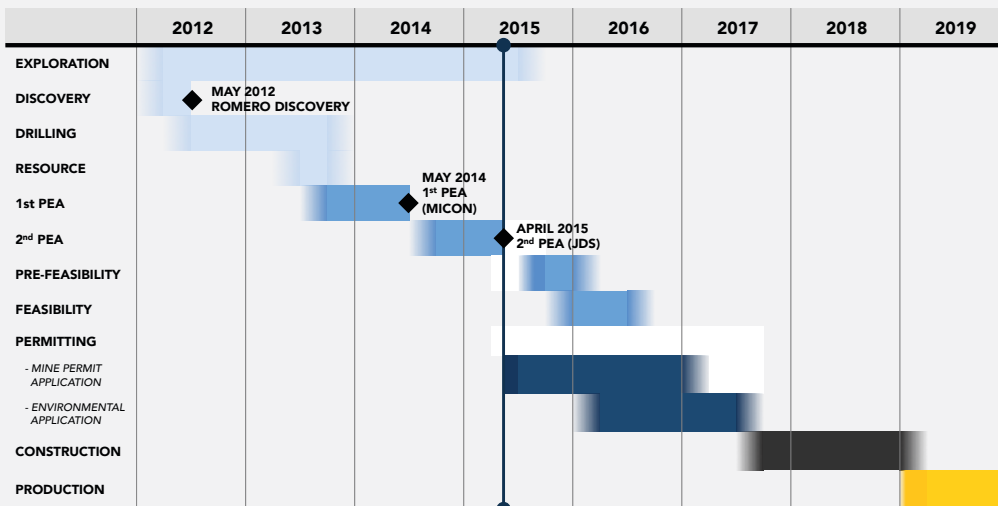 2012 2013 2014 2015 2016 2017 2018 2019
EXPLORATION
DISCOVERY
MAY 2012
ROMERO DISCOVERY
DRILLING
RESOURCE
1st PEA
MAY 2014
1st PEA
(MICON)
2nd PEA
APRIL 2015
2nd PEA (JDS)
PRE-FEASIBILITY
FEASIBILITY
PERMITTING
- MINE PERMIT
APPLICATION
- ENVIRONMENTAL
APPLICATION
CONSTRUCTION
PRODUCTION